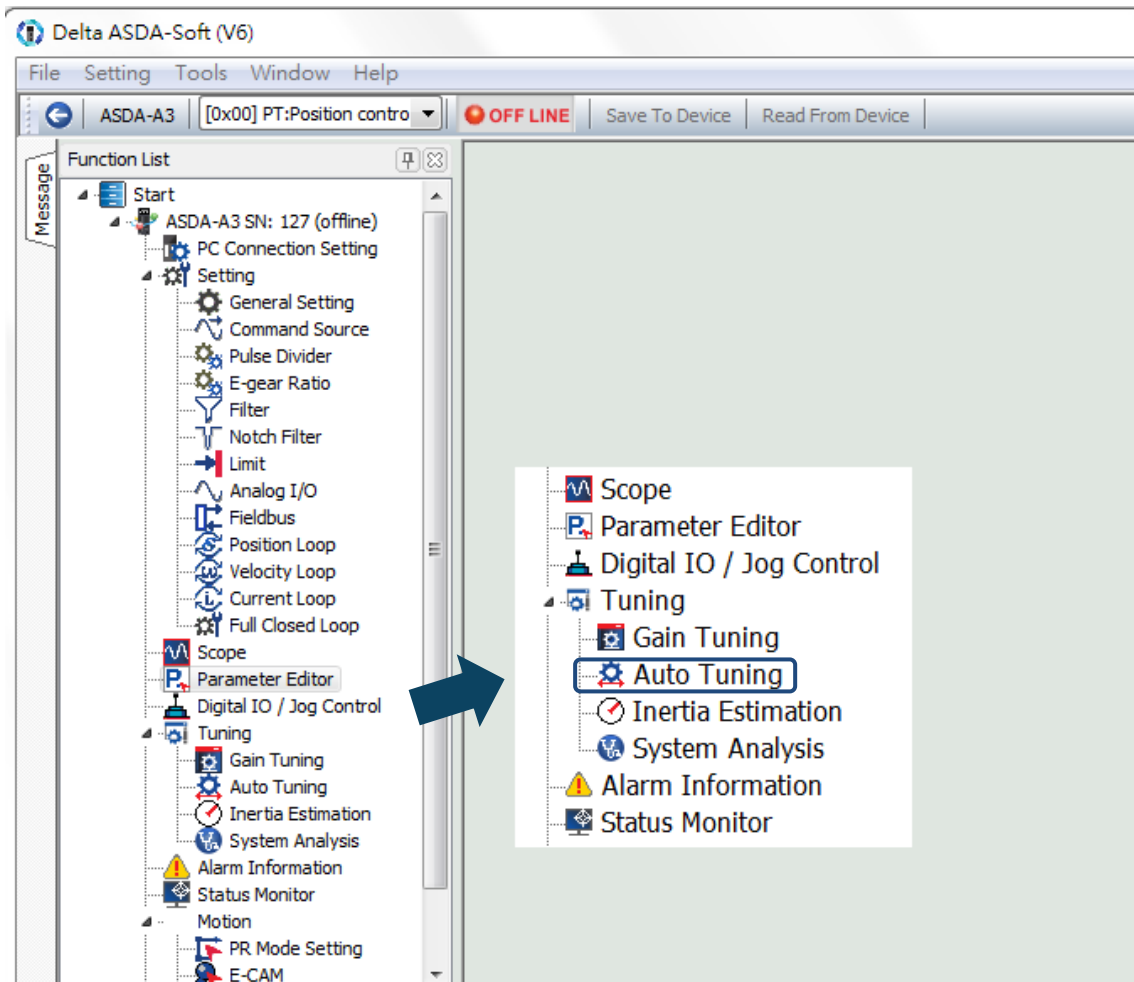 Delta ASDA-Soft (V6)
File Setting Tools Window Help
ASDA-A3 [0x00] PT:Position contro OFF LINE Save To Device Read From Device
Message
Function List
Start
ASDA-A3 SN: 127 (offline)
PC Connection Setting
Setting
General Setting
Command Source
Pulse Divider
E-gear Ratio
Filter
Notch Filter
Limit
Analog I/O
Fieldbus
Position Loop
Velocity Loop
Current Loop
Full Closed Loop
Scope
Parameter Editor
Digital IO / Jog Control
Tuning
Gain Tuning
Auto Tuning
Inertia Estimation
System Analysis
Alarm Information
Status Monitor
Motion
PR Mode Setting
E-CAM
Scope
Parameter Editor
Digital IO / Jog Control
Tuning
Gain Tuning
Auto Tuning
Inertia Estimation
System Analysis
Alarm Information
Status Monitor